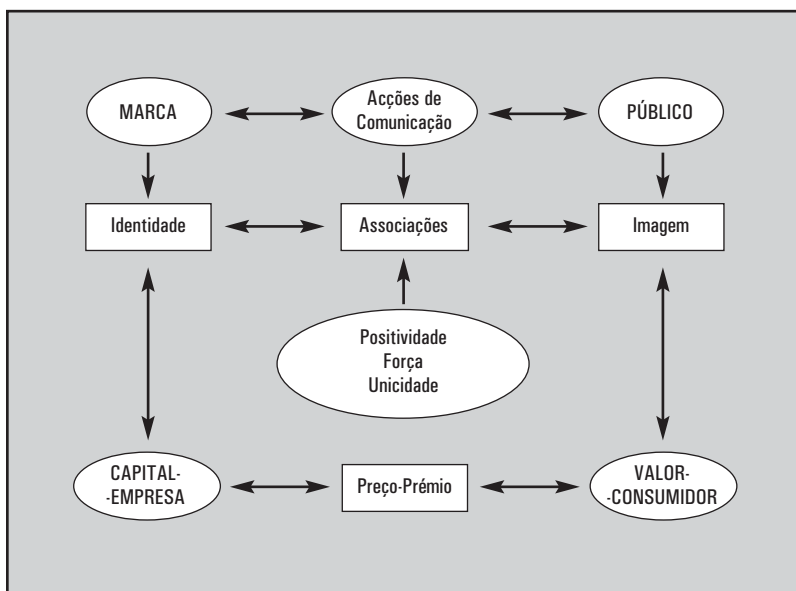 MARCA
Acções de
Comunicação
PÚBLICO
Identidade
Associações
Imagem
Positividade
Força
Unicidade
CAPITAL-
-EMPRESA
Preço-Prémio
VALOR-
-CONSUMIDOR